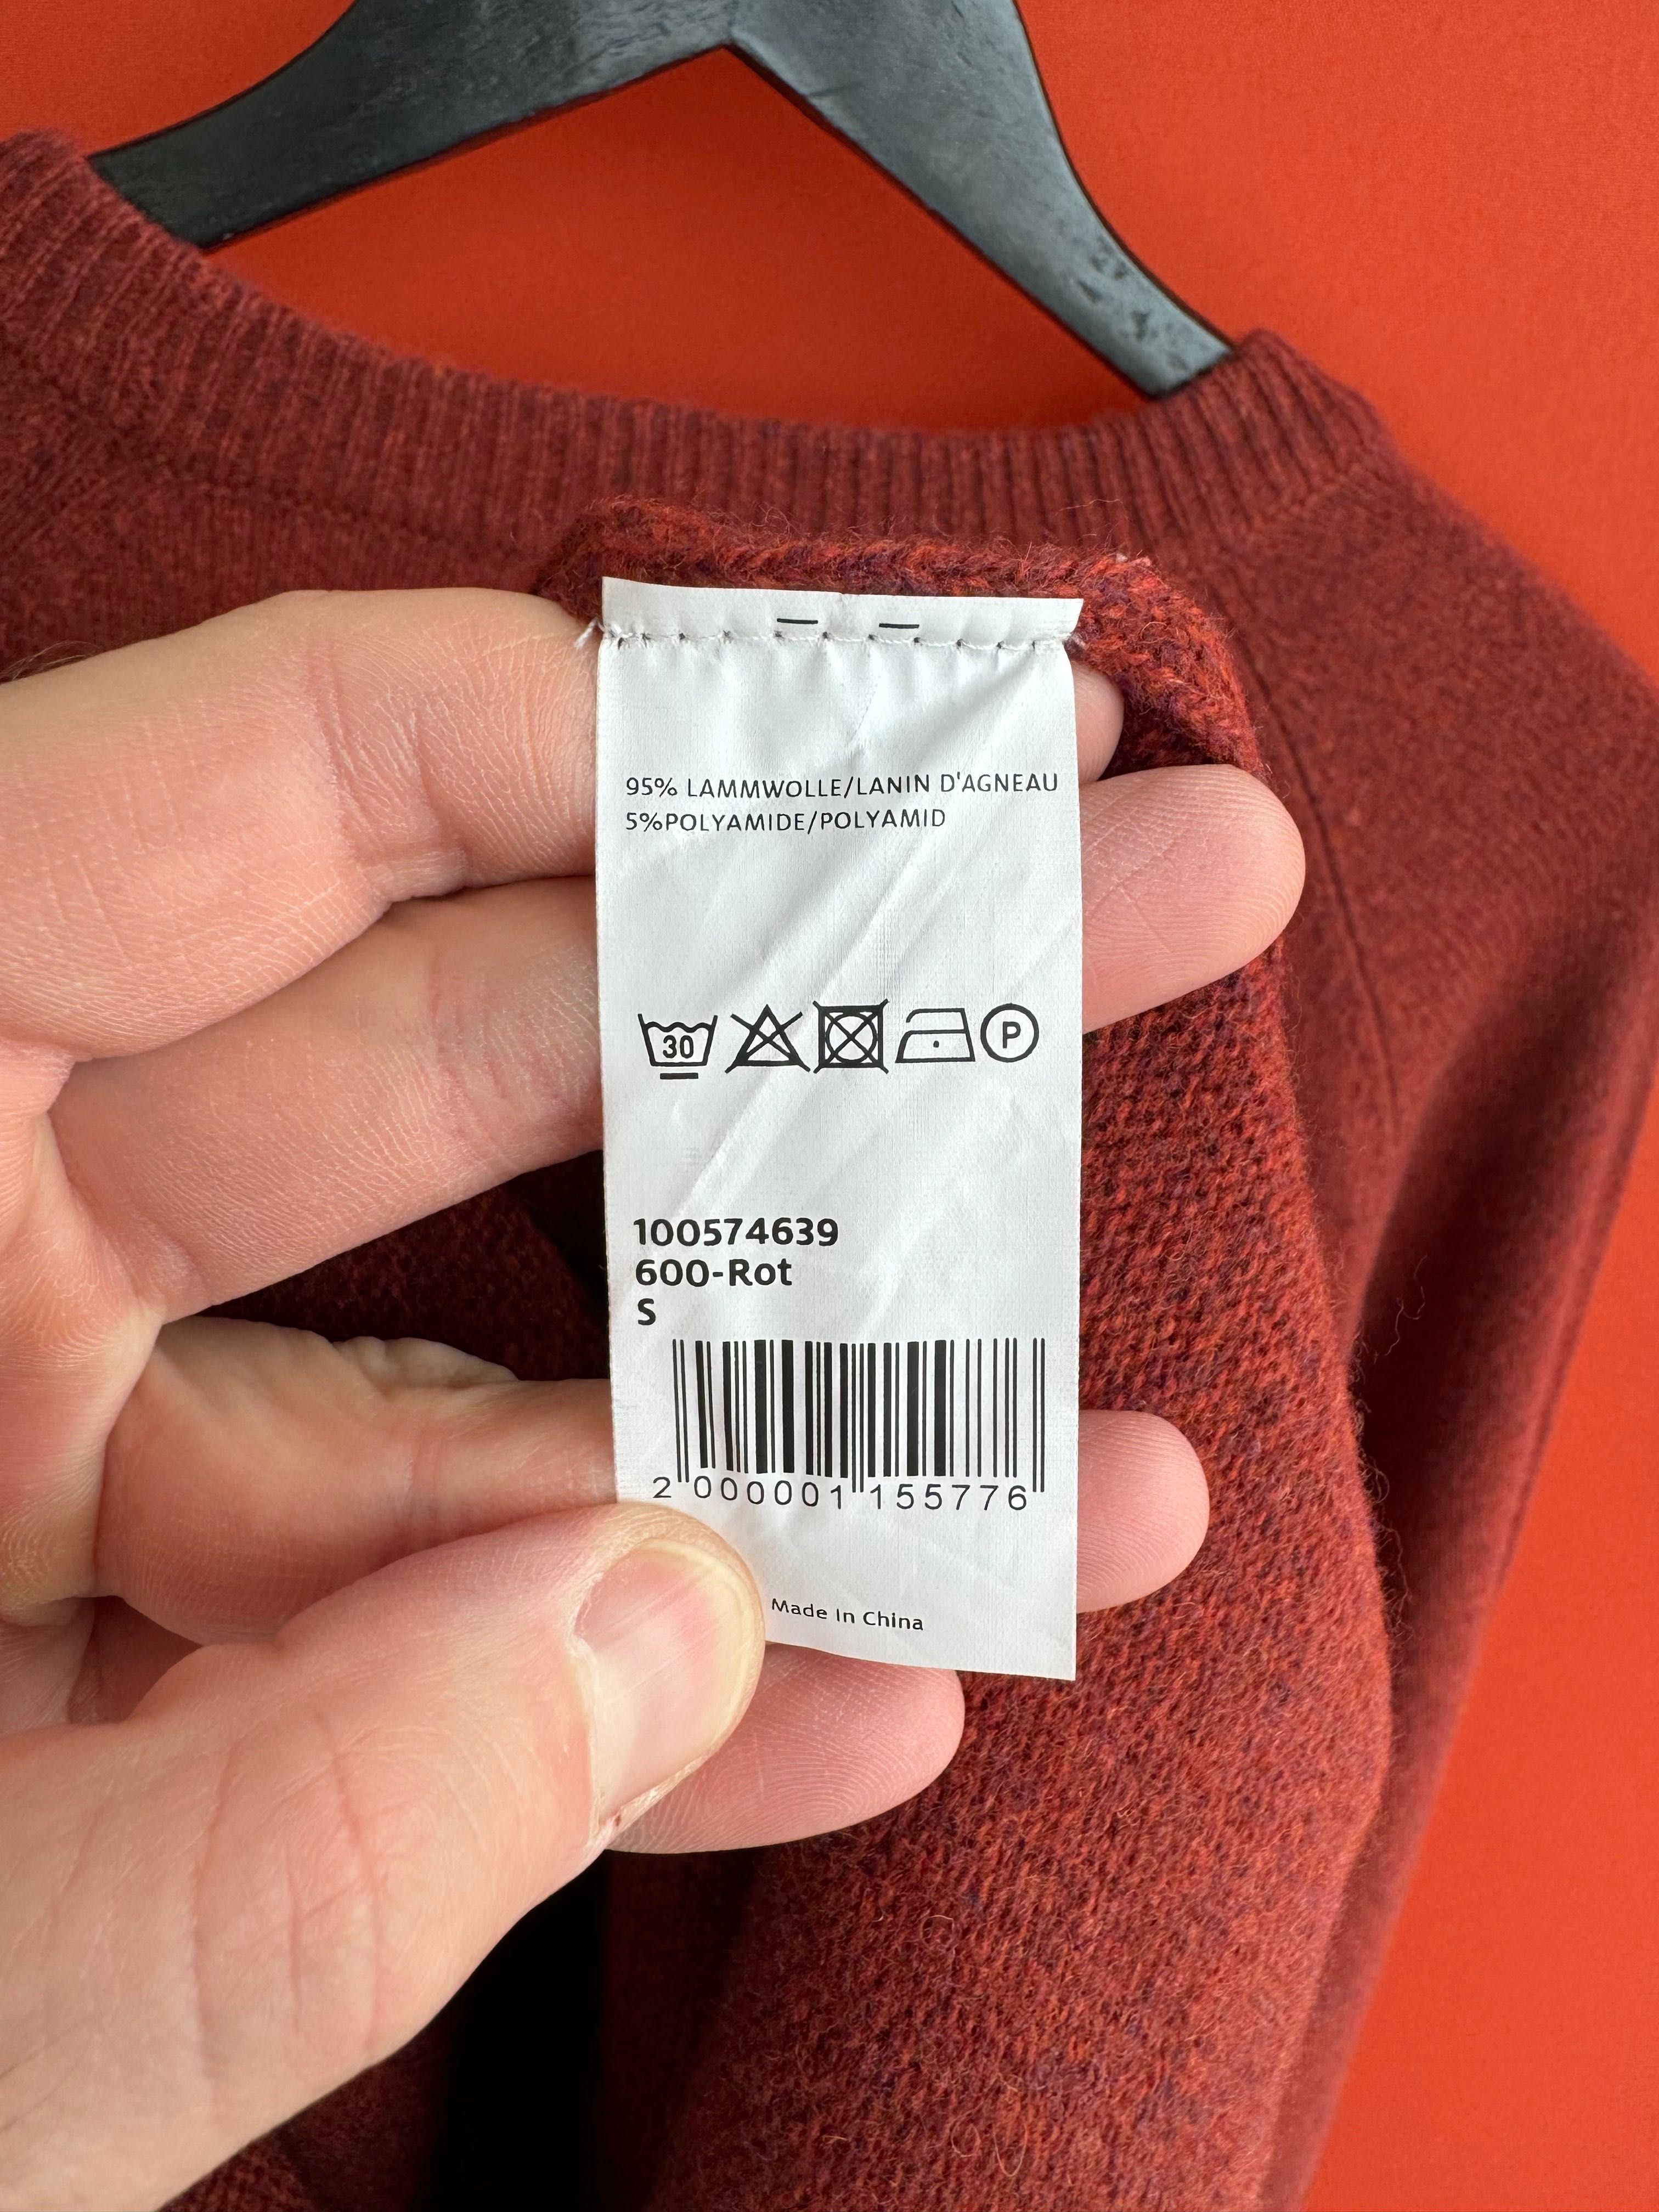 95% LAMMWOLLE/LANIN D'AGNEAU
5%POLYAMIDE/POLYAMID
30 P
100574639
600-Rot
S
2 000001 155776
Made in China